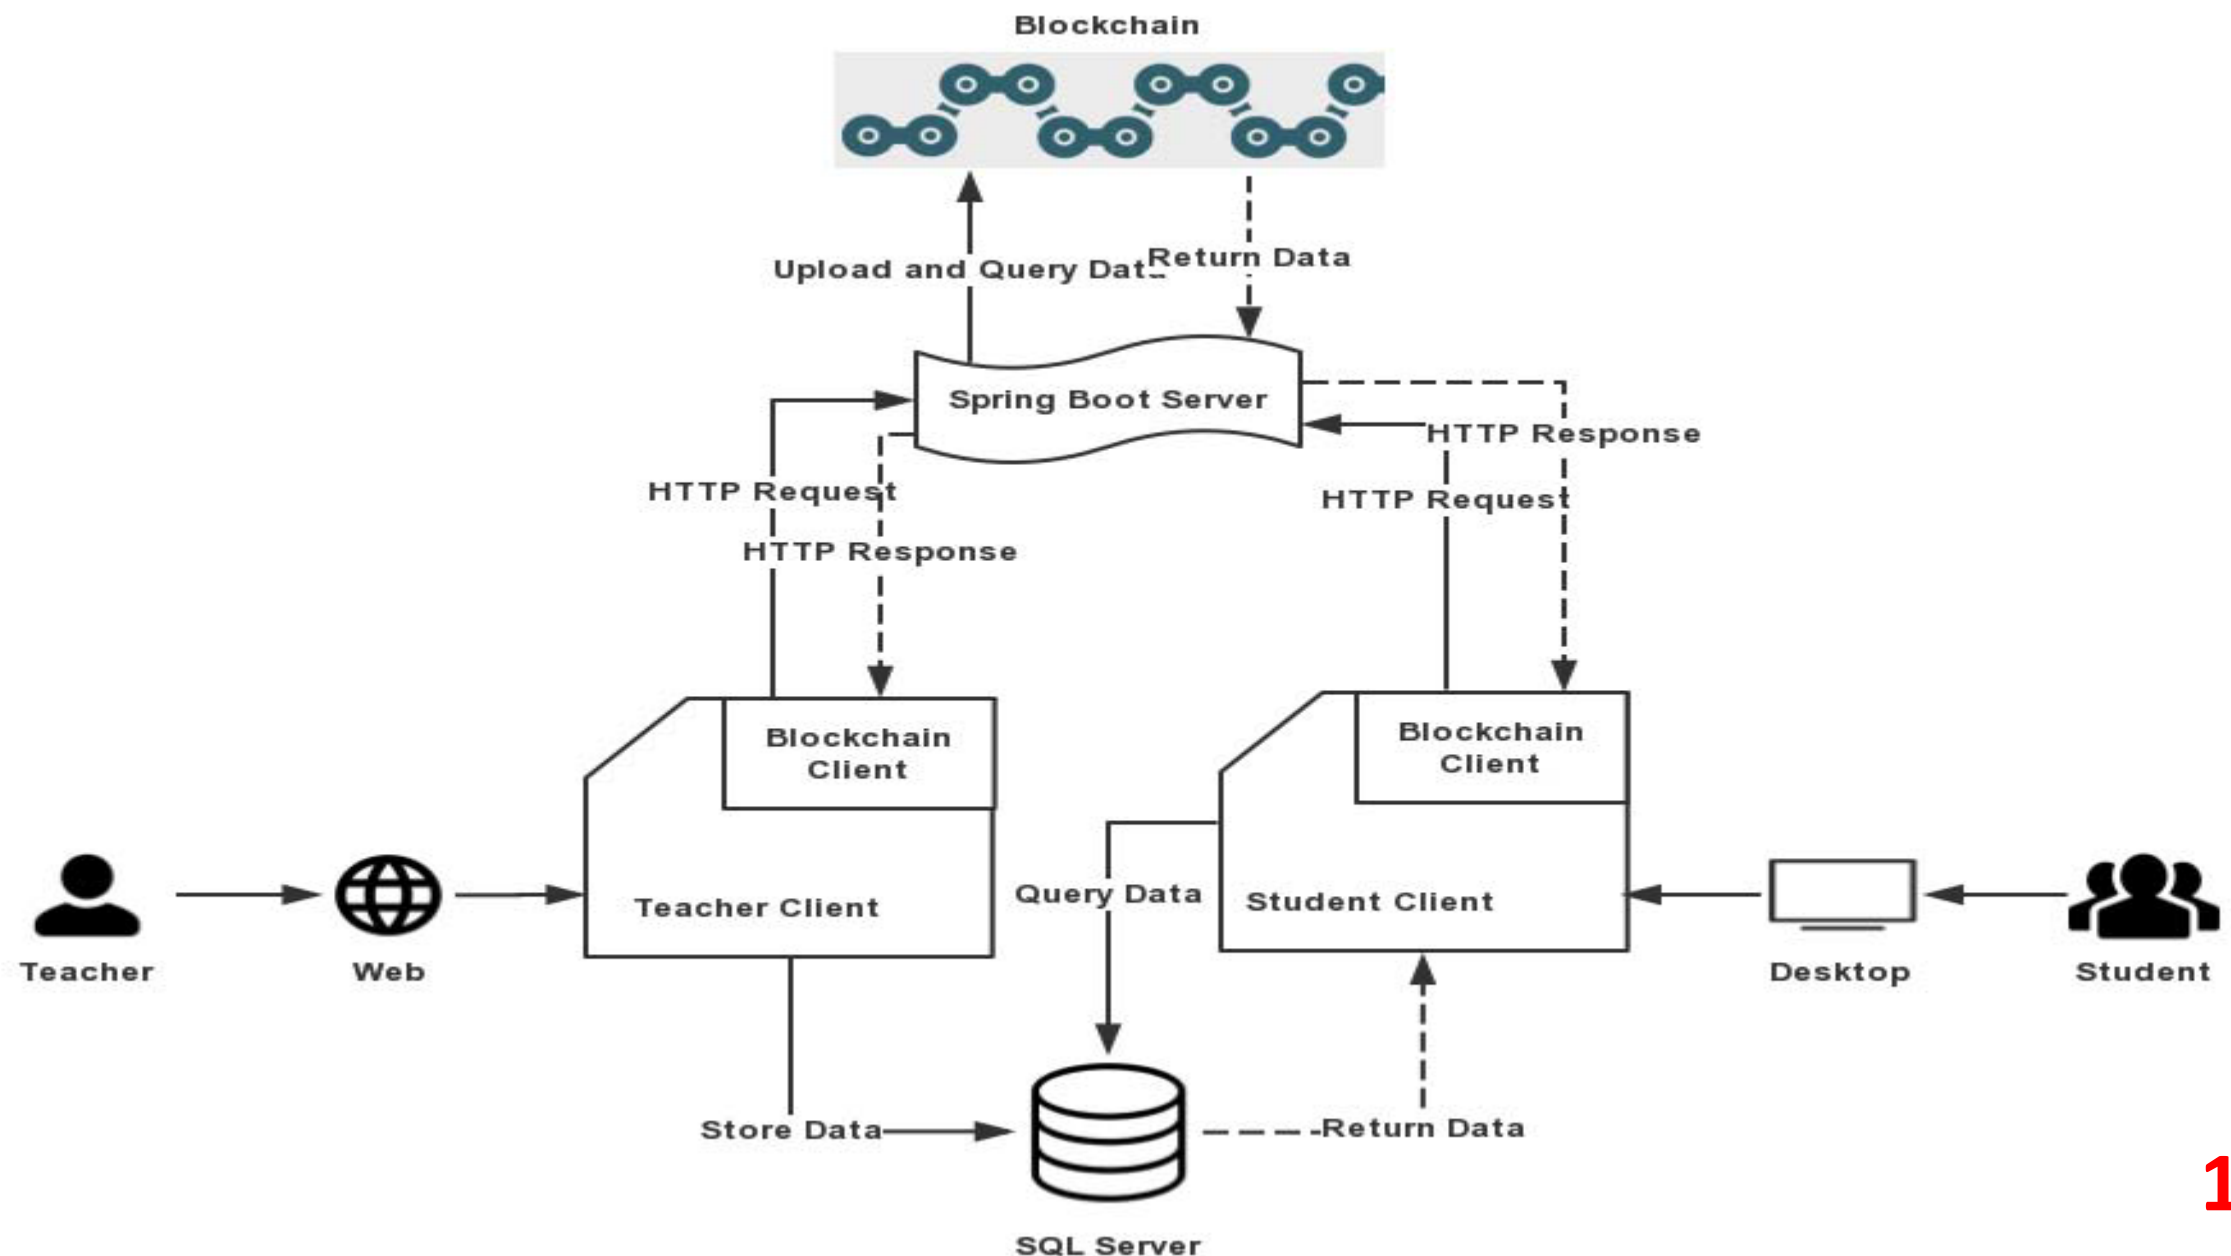 Blockchain
Upload and Query Data
Return Data
Spring Boot Server
HTTP Response
HTTP Request
HTTP Request
HTTP Response
Blockchain
Client
Blockchain
Client
Teacher Client
Query Data
Student Client
Teacher
Web
Desktop
Student
Store Data
Return Data
1
SQL Server